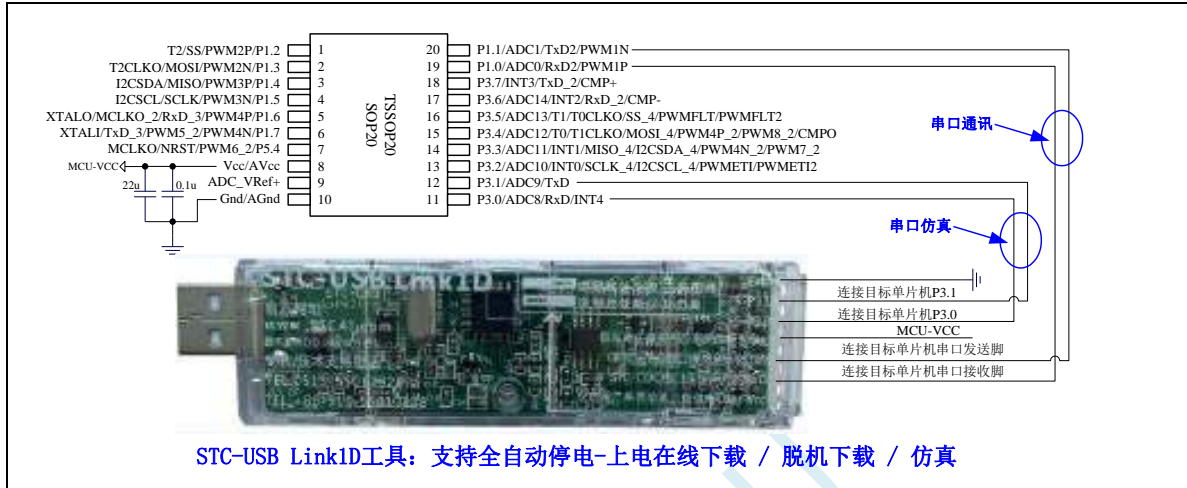 T2/SS/PWM2P/P1.2 1
T2CLKO/MOSI/PWM2N/P1.3 2
I2CSDA/MISO/PWM3P/P1.4 3
I2CSCL/SCLK/PWM3N/P1.5 4
XTALO/MCLKO_2/RxD_3/PWM4P/P1.6 5
XTALI/TxD_3/PWM5_2/PWM4N/P1.7 6
MCLKO/NRST/PWM6_2/P5.4 7
MCU-VCC Vcc/AVcc 8
22u 0.1u ADC_VRef+ 9
Gnd/AGnd 10
TSSOP20
SOP20
20 P1.1/ADC1/TxD2/PWM1N
19 P1.0/ADC0/RxD2/PWM1P
18 P3.7/INT3/TxD_2/CMP+
17 P3.6/ADC14/INT2/RxD_2/CMP-
16 P3.5/ADC13/T1/T0CLKO/SS_4/PWMFLT/PWMFLT2
15 P3.4/ADC12/T0/T1CLKO/MOSI_4/PWM4P_2/PWM8_2/CMPO
14 P3.3/ADC11/INT1/MISO_4/I2CSDA_4/PWM4N_2/PWM7_2
13 P3.2/ADC10/INT0/SCLK_4/I2CSCL_4/PWMETI/PWMETI2
12 P3.1/ADC9/TxD
11 P3.0/ADC8/RxD/INT4
串口通讯
串口仿真
STC-USB Link1D
连接目标单片机P3.1
连接目标单片机P3.0
MCU-VCC
连接目标单片机串口发送脚
连接目标单片机串口接收脚
STC-USB Link1D工具: 支持全自动停电-上电在线下载 / 脱机下载 / 仿真